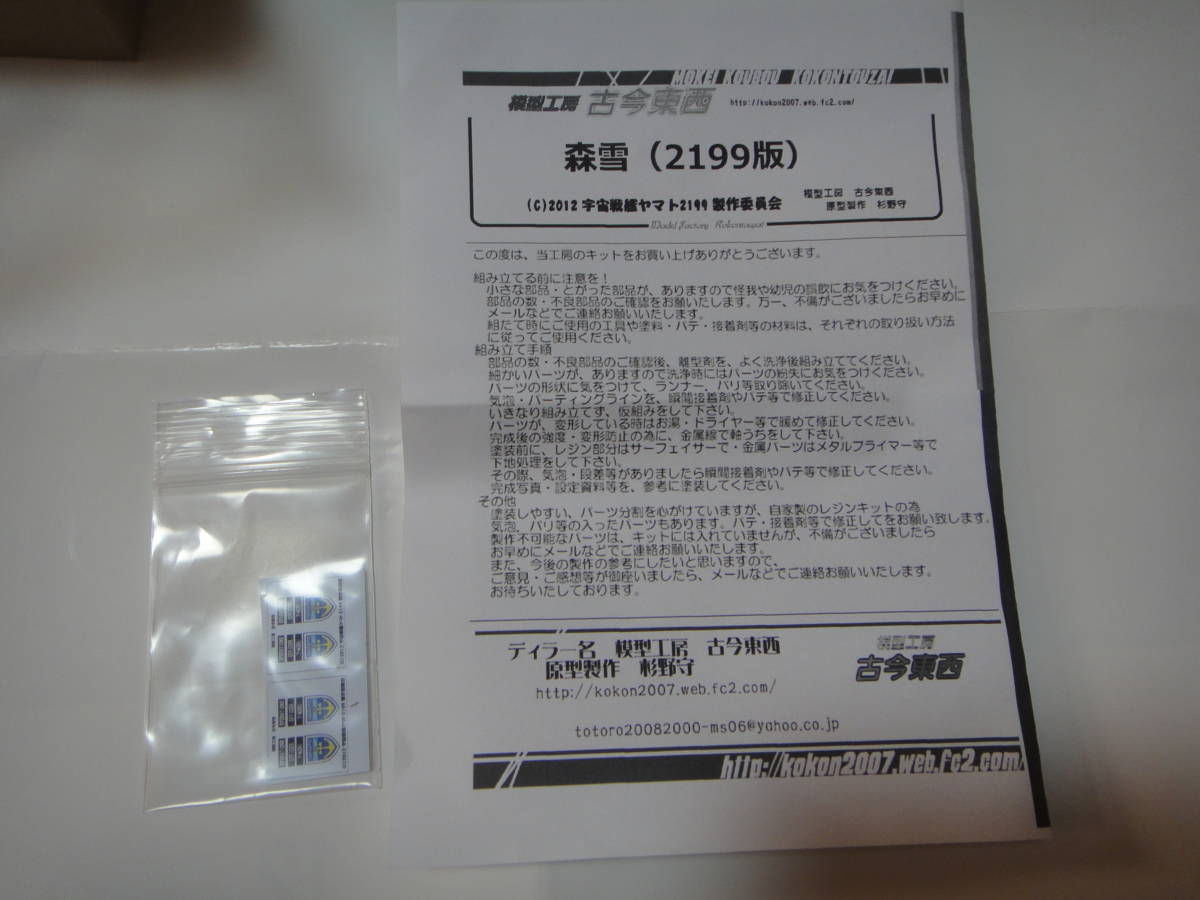 MOKEI KOUBOU KOKONTOUZAI
模型工房 古今東西 http://kokon2007.web.fc2.com/
森雪（2199版）
(C)2012 宇宙戦艦ヤマト2199 製作委員会
模型工房 古今東西
原型製作 杉野守
Model Factory Kokontouzai
この度は、当工房のキットをお買い上げありがとうございます。
組み立てる前に注意を！
小さな部品・とがった部品が、ありますので怪我や幼児の誤飲にお気をつけください。
部品の数・不良部品のご確認をお願いいたします。万一、不備がございましたらお早めに
メールなどでご連絡お願いいたします。
組たて時にご使用の工具や塗料・パテ・接着剤等の材料は、それぞれの取り扱い方法
に従ってご使用ください。
組み立て手順
部品の数・不良部品のご確認後、離型剤を、よく洗浄後組み立ててください。
細かいパーツが、ありますので洗浄時にはパーツの紛失にお気をつけください。
パーツの形状に気をつけて、ランナー、バリ等取り除いてください。
気泡・パーティングラインを、瞬間接着剤やパテ等で修正してください。
いきなり組み立てず、仮組みをして下さい。
パーツが、変形している時はお湯・ドライヤー等で暖めて修正してください。
完成後の強度・変形防止の為に、金属線で軸うちをして下さい。
塗装前に、レジン部分はサーフェイサーで・金属パーツはメタルプライマー等で
下地処理をして下さい。
その際、気泡・段差等がありましたら瞬間接着剤やパテ等で修正してください。
完成写真・設定資料等を、参考に塗装してください。
その他
塗装しやすい、パーツ分割を心がけていますが、自家製のレジンキットの為
気泡、バリ等の入ったパーツもあります。パテ・接着剤等で修正してをお願い致します。
製作不可能なパーツは、キットには入れていませんが、不備がございましたら
お早めにメールなどでご連絡お願いいたします。
また、今後の製作の参考にしたいと思いますので、
ご意見・ご感想等が御座いましたら、メールなどでご連絡お願いいたします。
お待ちいたしております。
ディラー名 模型工房 古今東西
原型製作 杉野守
http://kokon2007.web.fc2.com/
模型工房
古今東西
totoro20082000-ms06@yahoo.co.jp
http://kokon2007.web.fc2.com/